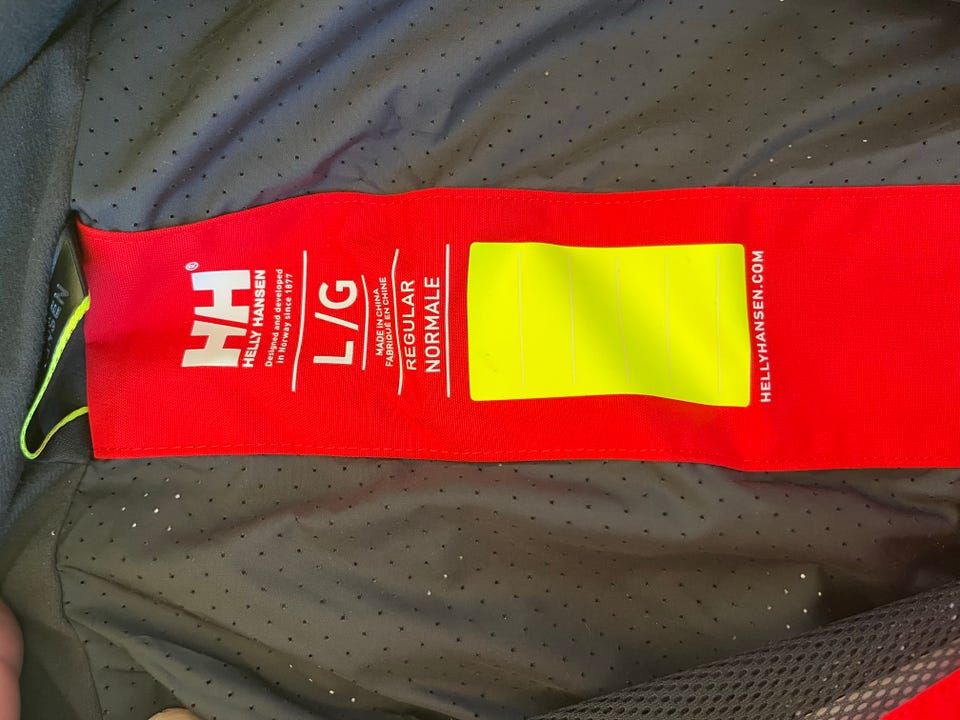 HH®
HELLY HANSEN
Designed and developed
in Norway since 1877
L/G
MADE IN CHINA
FABRIQUÉ EN CHINE
REGULAR
NORMALE
HELLYHANSEN.COM